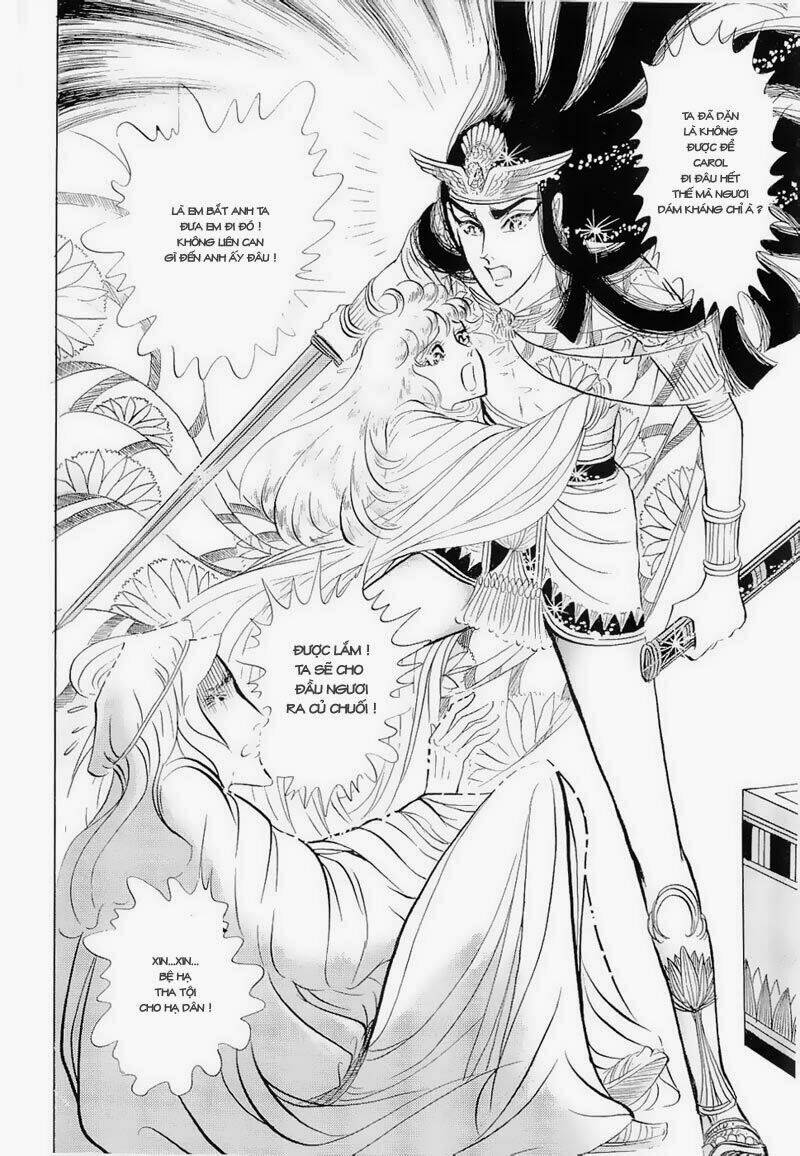 TA ĐÃ DẶN
LÀ KHÔNG
ĐƯỢC ĐỂ
CAROL
ĐI ĐÂU HẾT
THẾ MÀ NGƯƠI
DÁM KHÁNG CHỈ À ?
LÀ EM BẮT ANH TA
ĐƯA EM ĐI ĐÓ !
KHÔNG LIÊN CAN
GÌ ĐẾN ANH ẤY ĐÂU !
ĐƯỢC LẮM !
TA SẼ CHO
ĐẦU NGƯƠI
RA CỦ CHUỐI !
XIN...XIN...
BỆ HẠ
THA TỘI
CHO HẠ DÂN !